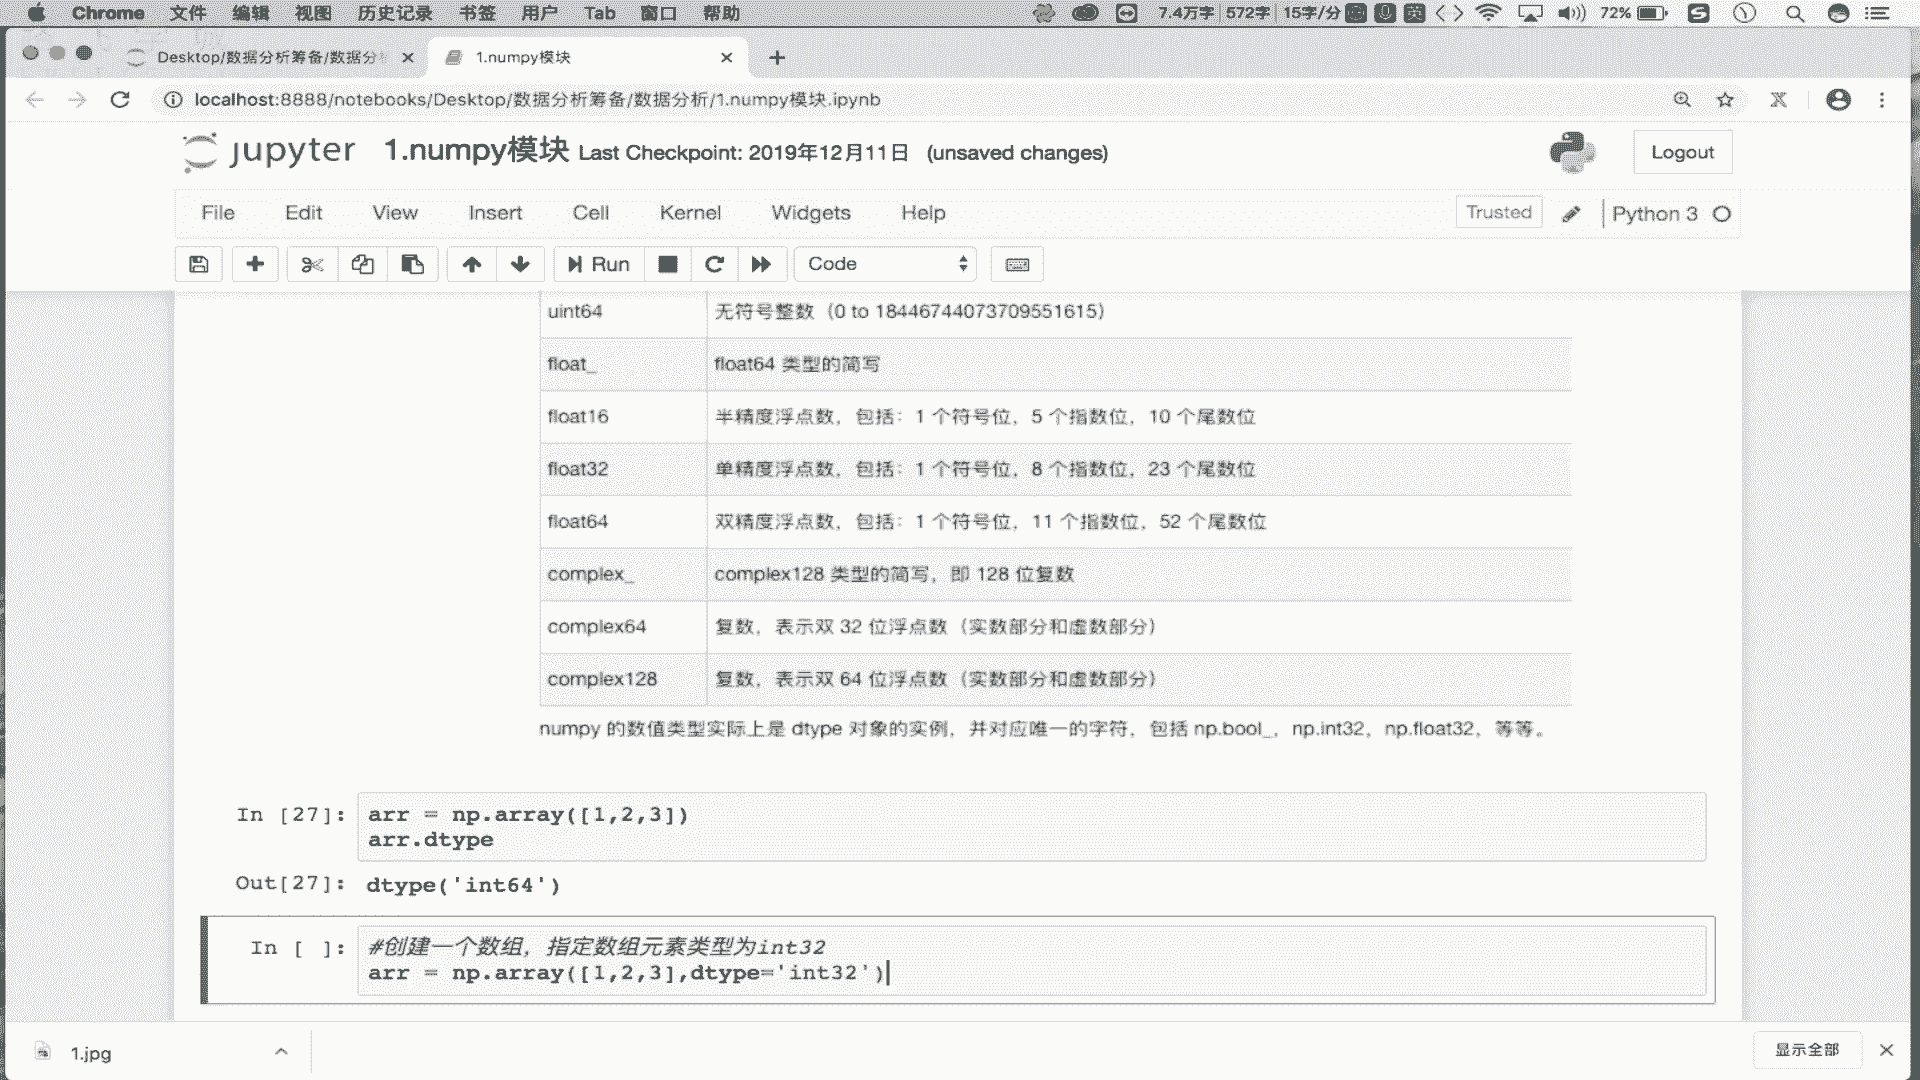 Chrome 文件 编辑 视图 历史记录 书签 用户 Tab 窗口 帮助 7.4万字 572字 15字/分 英 72%
Desktop/数据分析筹备/数据分析 1.numpy模块
localhost:8888/notebooks/Desktop/数据分析筹备/数据分析/1.numpy模块.ipynb
jupyter 1.numpy模块 Last Checkpoint: 2019年12月11日 (unsaved changes) Logout
File Edit View Insert Cell Kernel Widgets Help Trusted Python 3
Run Code
uint64 无符号整数（0 to 18446744073709551615）
float_ float64 类型的简写
float16 半精度浮点数，包括：1 个符号位，5 个指数位，10 个尾数位
float32 单精度浮点数，包括：1 个符号位，8 个指数位，23 个尾数位
float64 双精度浮点数，包括：1 个符号位，11 个指数位，52 个尾数位
complex_ complex128 类型的简写，即 128 位复数
complex64 复数，表示双 32 位浮点数（实数部分和虚数部分）
complex128 复数，表示双 64 位浮点数（实数部分和虚数部分）
numpy 的数值类型实际上是 dtype 对象的实例，并对应唯一的字符，包括 np.bool_，np.int32，np.float32，等等。
In [27]: arr = np.array([1,2,3])
arr.dtype
Out[27]: dtype('int64')
In [ ]: #创建一个数组，指定数组元素类型为int32
arr = np.array([1,2,3],dtype='int32')
1.jpg 显示全部